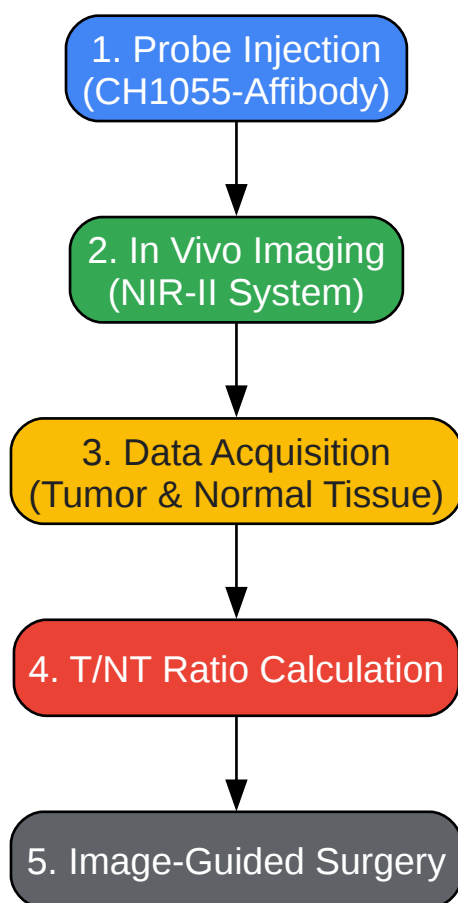 1. Probe Injection
(CH1055-Affibody)
2. In Vivo Imaging
(NIR-II System)
3. Data Acquisition
(Tumor & Normal Tissue)
4. T/NT Ratio Calculation
5. Image-Guided Surgery